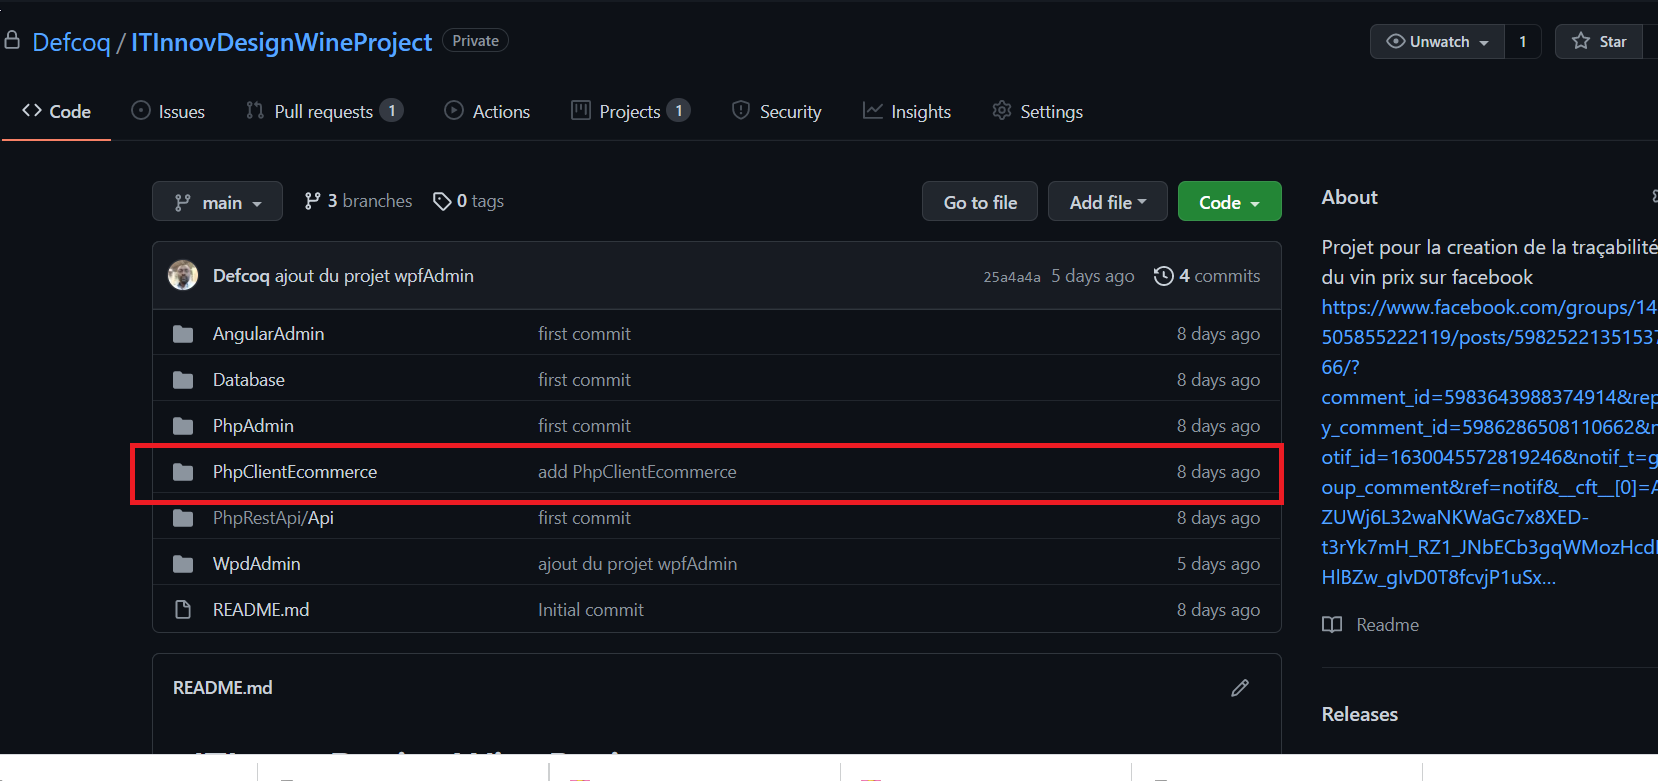 Defcoq / ITInnovDesignWineProject Private
Unwatch 1 Star
Code Issues Pull requests 1 Actions Projects 1 Security Insights Settings
main 3 branches 0 tags Go to file Add file Code
Defcoq ajout du projet wpfAdmin 25a4a4a 5 days ago 4 commits
AngularAdmin first commit 8 days ago
Database first commit 8 days ago
PhpAdmin first commit 8 days ago
PhpClientEcommerce add PhpClientEcommerce 8 days ago
PhpRestApi/Api first commit 8 days ago
WpdAdmin ajout du projet wpfAdmin 5 days ago
README.md Initial commit 8 days ago
README.md
About
Projet pour la creation de la traçabilité
du vin prix sur facebook
https://www.facebook.com/groups/14
505855222119/posts/59825221351537
66/?
comment_id=5983643988374914&rep
y_comment_id=5986286508110662&n
otif_id=1630045572819246&notif_t=g
oup_comment&ref=notif&__cft__[0]=A
ZUWj6L32waNKWaGc7x8XED-
t3rYk7mH_RZ1_JNbECb3gqWMozHcdI
HlBZw_gIvD0T8fcvjP1uSx...
Readme
Releases